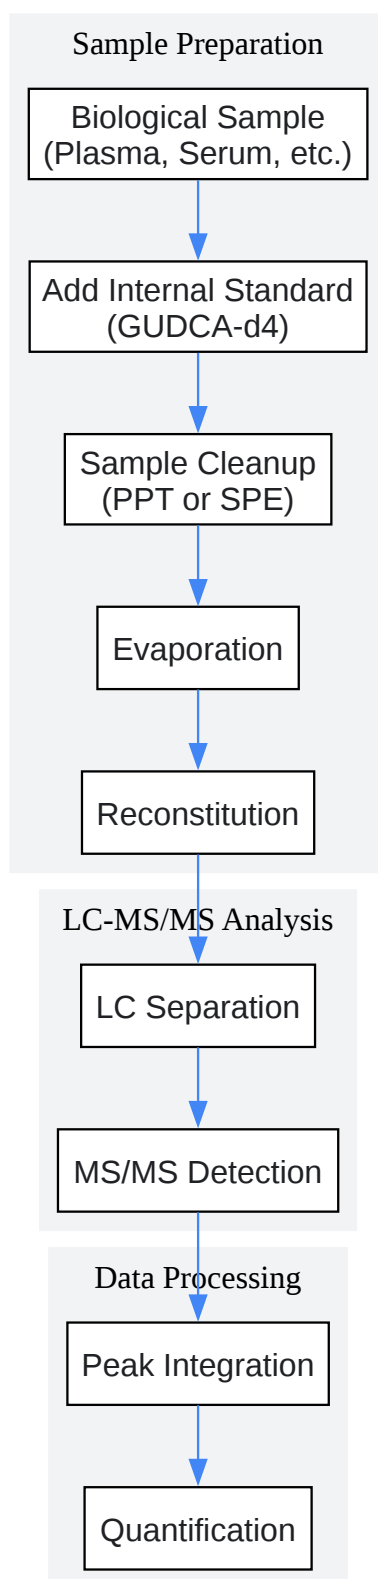 Sample Preparation
Biological Sample
(Plasma, Serum, etc.)
Add Internal Standard
(GUDCA-d4)
Sample Cleanup
(PPT or SPE)
Evaporation
Reconstitution
LC-MS/MS Analysis
LC Separation
MS/MS Detection
Data Processing
Peak Integration
Quantification